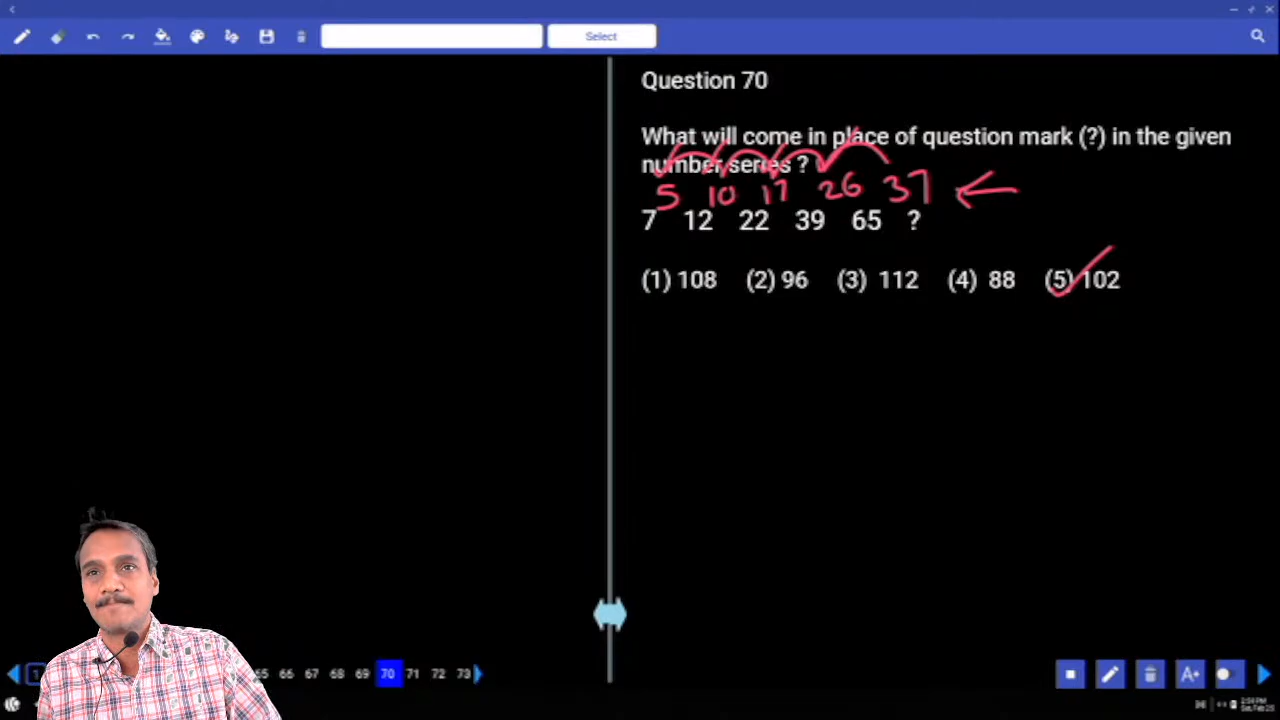 Select
Question 70
What will come in place of question mark (?) in the given
number series ?
5 10 17 26 37
7 12 22 39 65 ?
(1) 108 (2) 96 (3) 112 (4) 88 (5) 102
65 66 67 68 69 70 71 72 73
A+